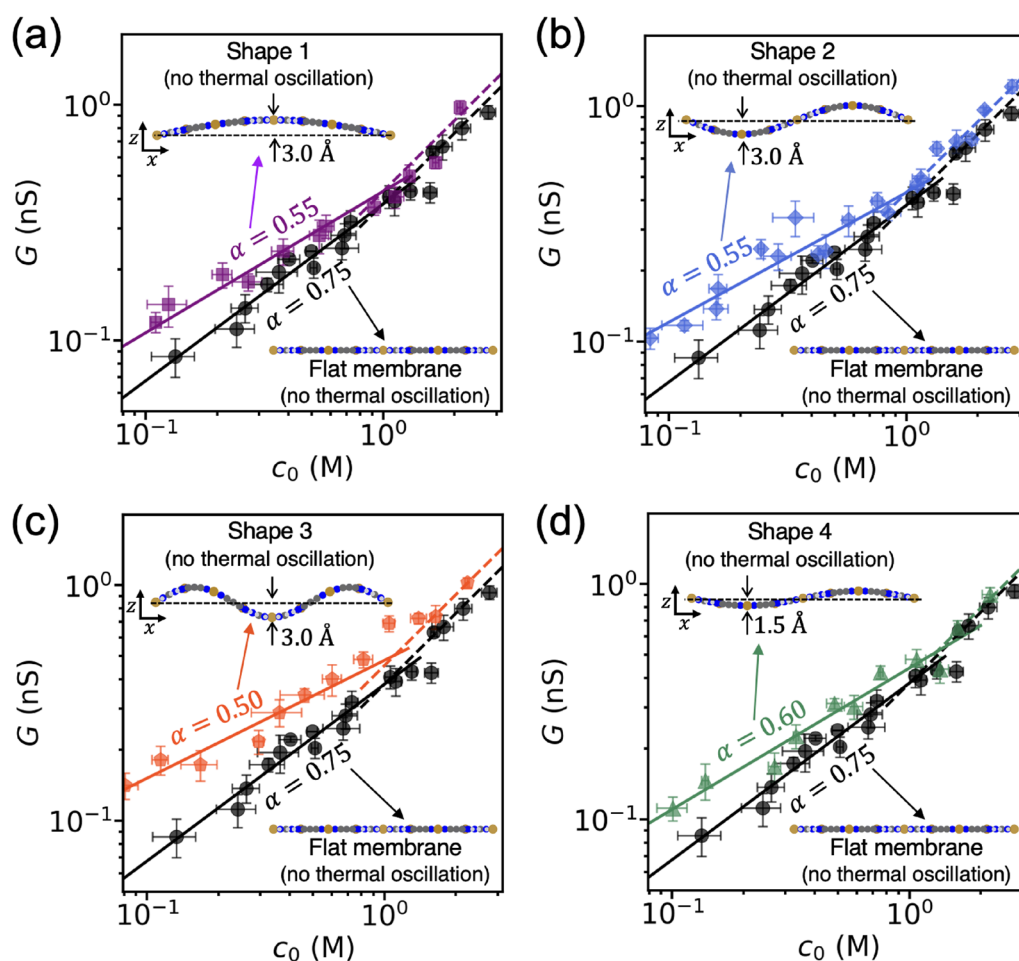 (a)
Shape 1
(no thermal oscillation)
z
x
3.0 Å
α = 0.55
α = 0.75
Flat membrane
(no thermal oscillation)
10⁰
10⁻¹
G (nS)
10⁻¹
10⁰
c₀ (M)
(b)
Shape 2
(no thermal oscillation)
z
x
3.0 Å
α = 0.55
α = 0.75
Flat membrane
(no thermal oscillation)
10⁰
10⁻¹
G (nS)
10⁻¹
10⁰
c₀ (M)
(c)
Shape 3
(no thermal oscillation)
z
x
3.0 Å
α = 0.50
α = 0.75
Flat membrane
(no thermal oscillation)
10⁰
10⁻¹
G (nS)
10⁻¹
10⁰
c₀ (M)
(d)
Shape 4
(no thermal oscillation)
z
x
1.5 Å
α = 0.60
α = 0.75
Flat membrane
(no thermal oscillation)
10⁰
10⁻¹
G (nS)
10⁻¹
10⁰
c₀ (M)